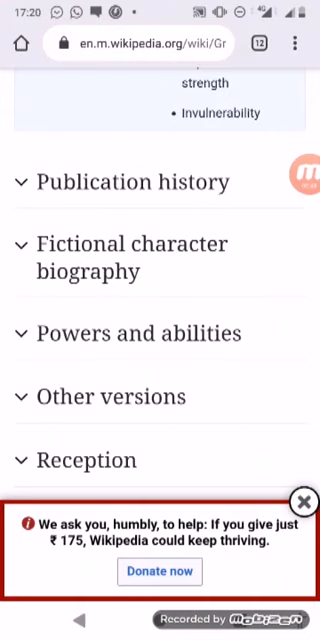 17:20
4G
en.m.wikipedia.org/wiki/Gr
12
strength
• Invulnerability
Publication history
Fictional character
biography
Powers and abilities
Other versions
Reception
We ask you, humbly, to help: If you give just
₹ 175, Wikipedia could keep thriving.
Donate now
Recorded by mobizen